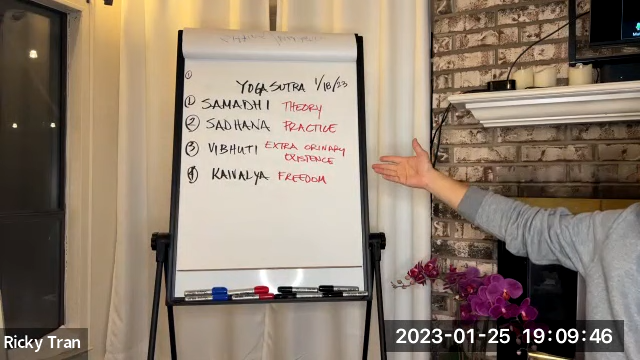 YOGA SUTRA 1/18/23
① SAMADHI THEORY
② SADHANA PRACTICE
③ VIBHUTI EXTRA ORINARY EXISTENCE
④ KAIVALYA FREEDOM
Ricky Tran
2023-01-25 19:09:46